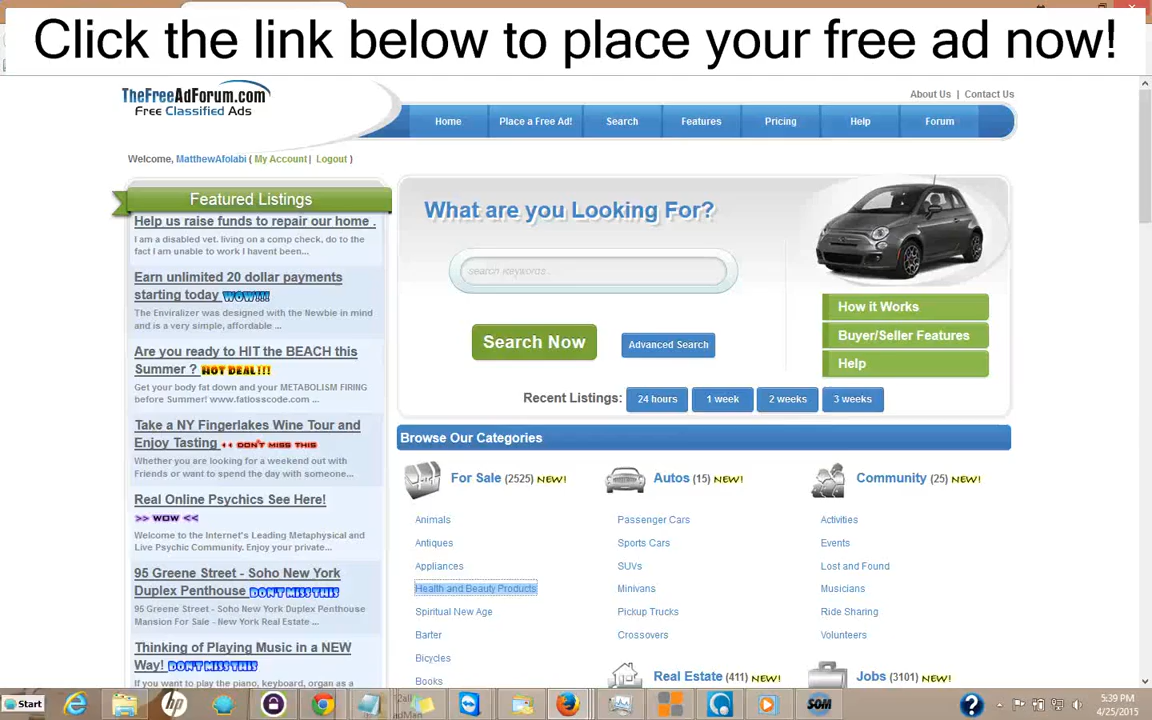 Click the link below to place your free ad now!
TheFreeAdForum.com
Free Classified Ads
About Us | Contact Us
Home Place a Free Ad! Search Features Pricing Help Forum
Welcome, MatthewAfolabi ( My Account | Logout )
Featured Listings
Help us raise funds to repair our home .
I am a disabled vet. living on a comp check, do to the
fact I am unable to work I havent been...
Earn unlimited 20 dollar payments
starting today WOW!!!
The Enviralizer was designed with the Newbie in mind
and is a very simple, affordable ...
Are you ready to HIT the BEACH this
Summer ? HOT DEAL!!!
Get your body fat down and your METABOLISM FIRING
before Summer! www.fatlosscode.com ...
Take a NY Fingerlakes Wine Tour and
Enjoy Tasting DON'T MISS THIS
Whether you are looking for a weekend out with
Friends or want to spend the day with someone...
Real Online Psychics See Here!
>> WOW <<
Welcome to the Internet's Leading Metaphysical and
Live Psychic Community. Enjoy your private...
95 Greene Street - Soho New York
Duplex Penthouse DON'T MISS THIS
95 Greene Street - Soho New York Duplex Penthouse
Mansion For Sale - New York Real Estate ...
Thinking of Playing Music in a NEW
Way! DON'T MISS THIS
If you want to play the piano, keyboard, organ as a
What are you Looking For?
search keywords..
Search Now Advanced Search
How it Works
Buyer/Seller Features
Help
Recent Listings: 24 hours 1 week 2 weeks 3 weeks
Browse Our Categories
For Sale (2525) NEW! Autos (15) NEW! Community (25) NEW!
Animals Passenger Cars Activities
Antiques Sports Cars Events
Appliances SUVs Lost and Found
Health and Beauty Products Minivans Musicians
Spiritual New Age Pickup Trucks Ride Sharing
Barter Crossovers Volunteers
Bicycles
Books
Real Estate (411) NEW! Jobs (3101) NEW!
Start
hp
SOM
5:39 PM
4/25/2015